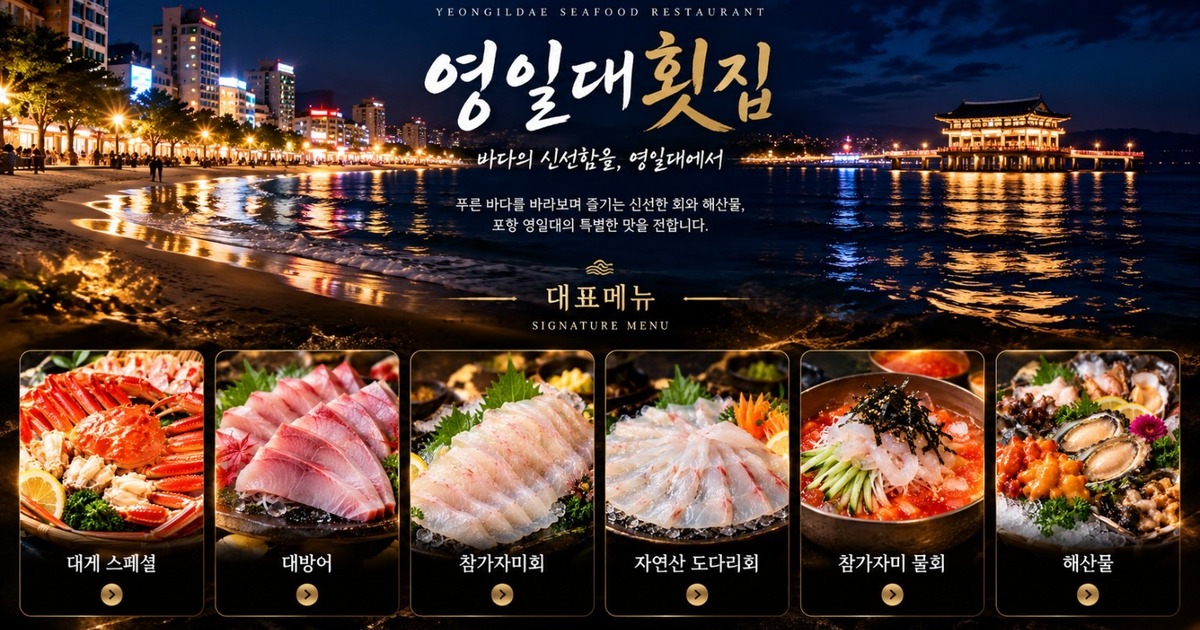 YEONGILDAE SEAFOOD RESTAURANT
영일대횟집
바다의 신선함을, 영일대에서
푸른 바다를 바라보며 즐기는 신선한 회와 해산물,
포항 영일대의 특별한 맛을 전합니다.
대표메뉴
SIGNATURE MENU
대게 스페셜
대방어
참가자미회
자연산 도다리회
참가자미 물회
해산물